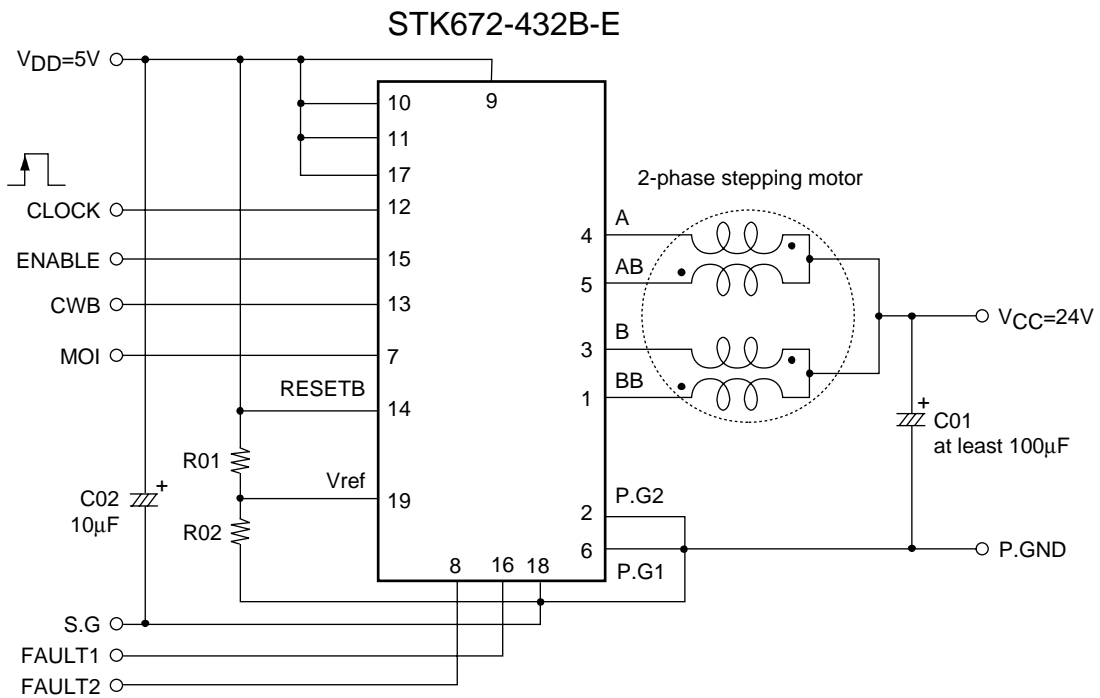 STK672-432B-E
VDD=5V
9
10
11
17
CLOCK
12
ENABLE
15
CWB
13
MOI
7
RESETB
14
R01
Vref
19
R02
C02
+
10µF
2-phase stepping motor
A
4
AB
5
B
3
BB
1
VCC=24V
+
C01
at least 100µF
P.G2
2
6
P.G1
P.GND
8
16
18
S.G
FAULT1
FAULT2